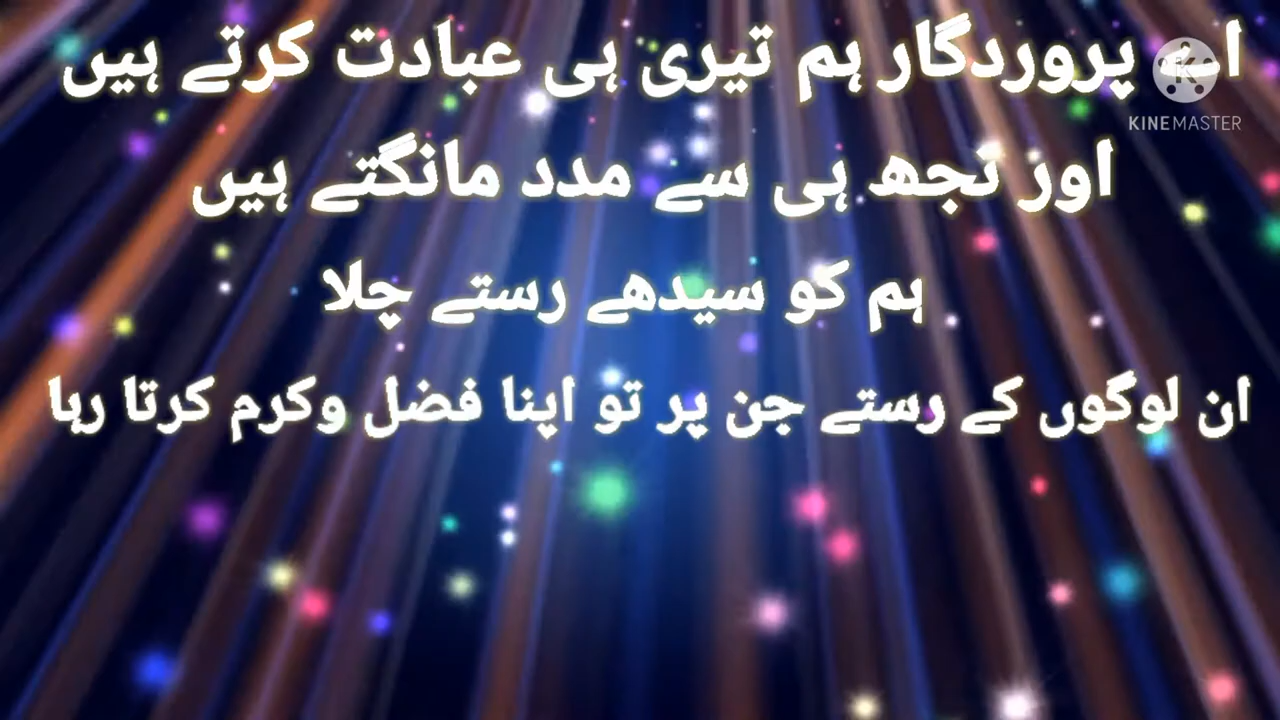 اے پروردگار ہم تیری ہی عبادت کرتے ہیں
اور تجھ ہی سے مدد مانگتے ہیں
ہم کو سیدھے رستے چلا
ان لوگوں کے رستے جن پر تو اپنا فضل وکرم کرتا رہا
KINEMASTER